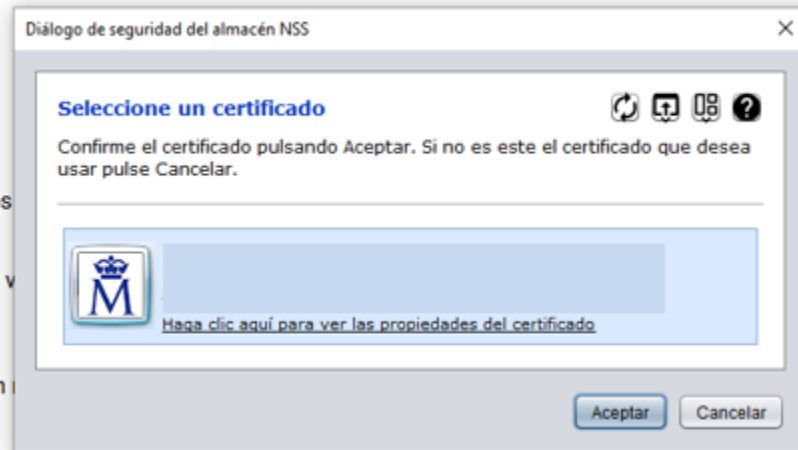 Diálogo de seguridad del almacén NSS
Seleccione un certificado
Confirme el certificado pulsando Aceptar. Si no es este el certificado que desea
usar pulse Cancelar.
Haga clic aquí para ver las propiedades del certificado
Aceptar Cancelar